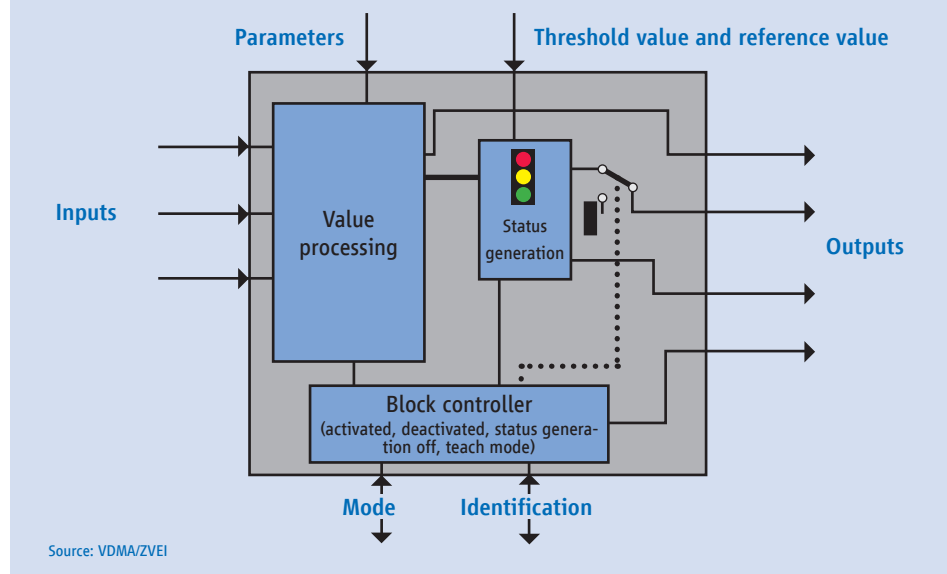 Parameters
Threshold value and reference value
Inputs
Value
processing
Status
generation
Outputs
Block controller
(activated, deactivated, status genera-
tion off, teach mode)
Mode
Identification
Source: VDMA/ZVEI